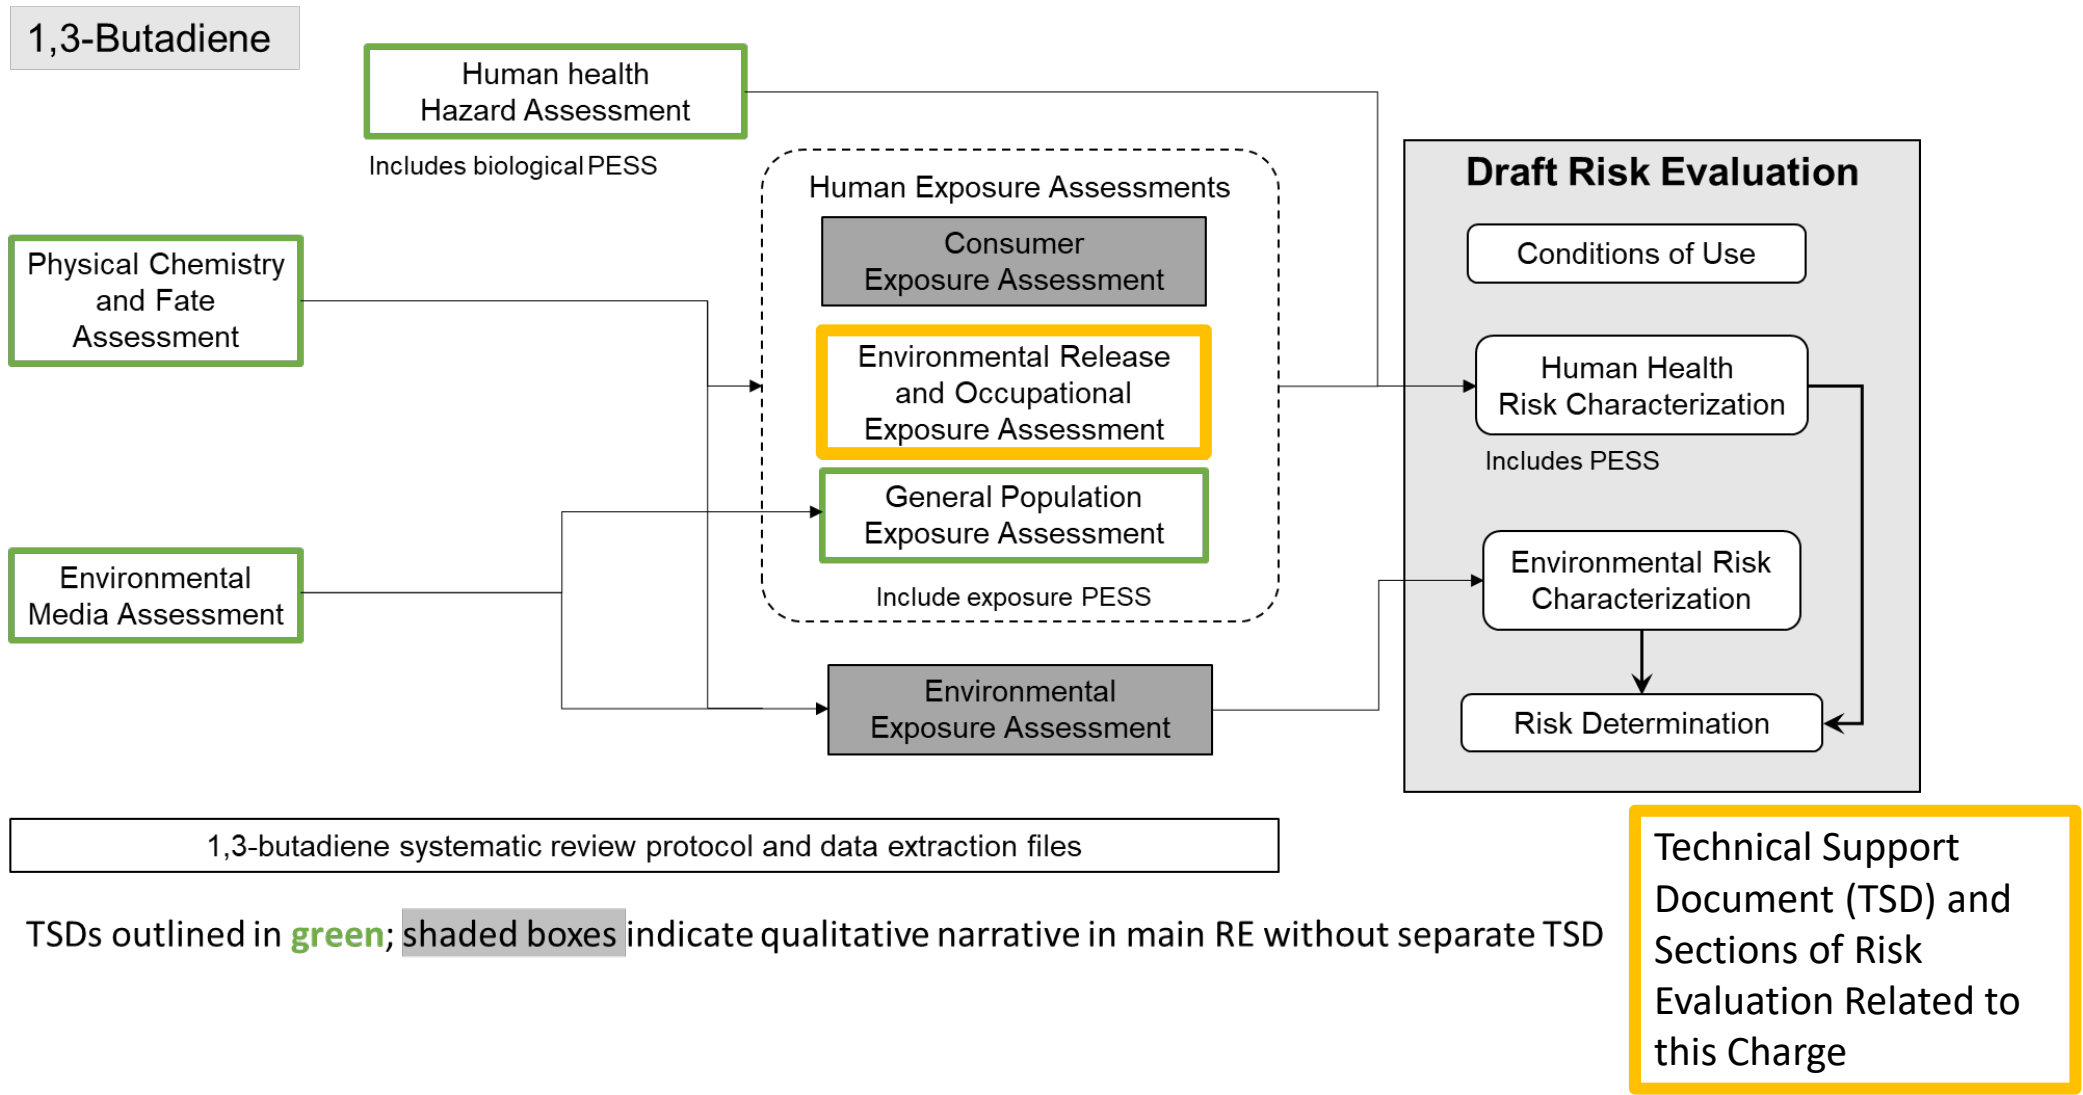 1,3-Butadiene
Human health
Hazard Assessment
Includes biological PESS
Physical Chemistry
and Fate
Assessment
Environmental
Media Assessment
Human Exposure Assessments
Consumer
Exposure Assessment
Environmental Release
and Occupational
Exposure Assessment
General Population
Exposure Assessment
Include exposure PESS
Environmental
Exposure Assessment
Draft Risk Evaluation
Conditions of Use
Human Health
Risk Characterization
Includes PESS
Environmental Risk
Characterization
Risk Determination
1,3-butadiene systematic review protocol and data extraction files
TSDs outlined in green; shaded boxes indicate qualitative narrative in main RE without separate TSD
Technical Support
Document (TSD) and
Sections of Risk
Evaluation Related to
this Charge